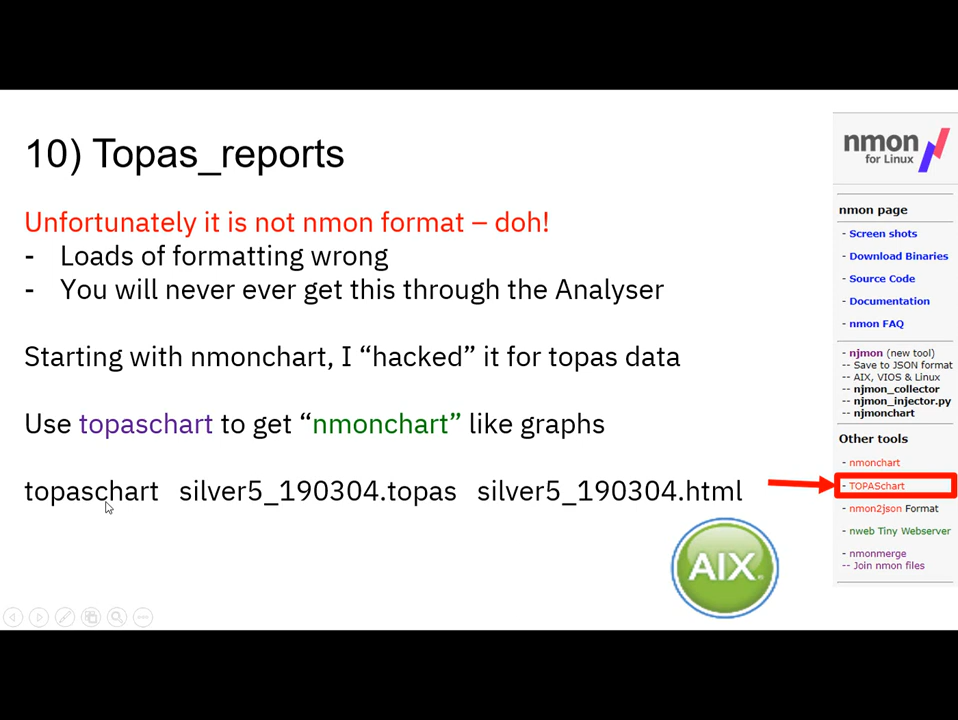 10) Topas_reports
Unfortunately it is not nmon format – doh!
- Loads of formatting wrong
- You will never ever get this through the Analyser
Starting with nmonchart, I “hacked” it for topas data
Use topaschart to get “nmonchart” like graphs
topaschart silver5_190304.topas silver5_190304.html
AIX.
nmon
for Linux
nmon page
- Screen shots
- Download Binaries
- Source Code
- Documentation
- nmon FAQ
- njmon (new tool)
-- Save to JSON format
-- AIX, VIOS & Linux
-- njmon_collector
-- njmon_injector.py
-- njmonchart
Other tools
- nmonchart
- TOPASchart
- nmon2json Format
- nweb Tiny Webserver
- nmonmerge
-- Join nmon files